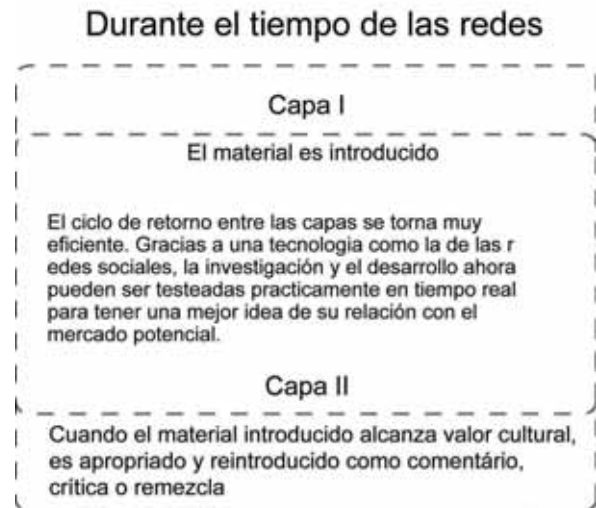 Durante el tiempo de las redes
Capa I
El material es introducido
El ciclo de retorno entre las capas se torna muy
eficiente. Gracias a una tecnologia como la de las r
edes sociales, la investigación y el desarrollo ahora
pueden ser testeadas practicamente en tiempo real
para tener una mejor idea de su relación con el
mercado potencial.
Capa II
Cuando el material introducido alcanza valor cultural,
es apropiado y reintroducido como comentário,
crítica o remezcla